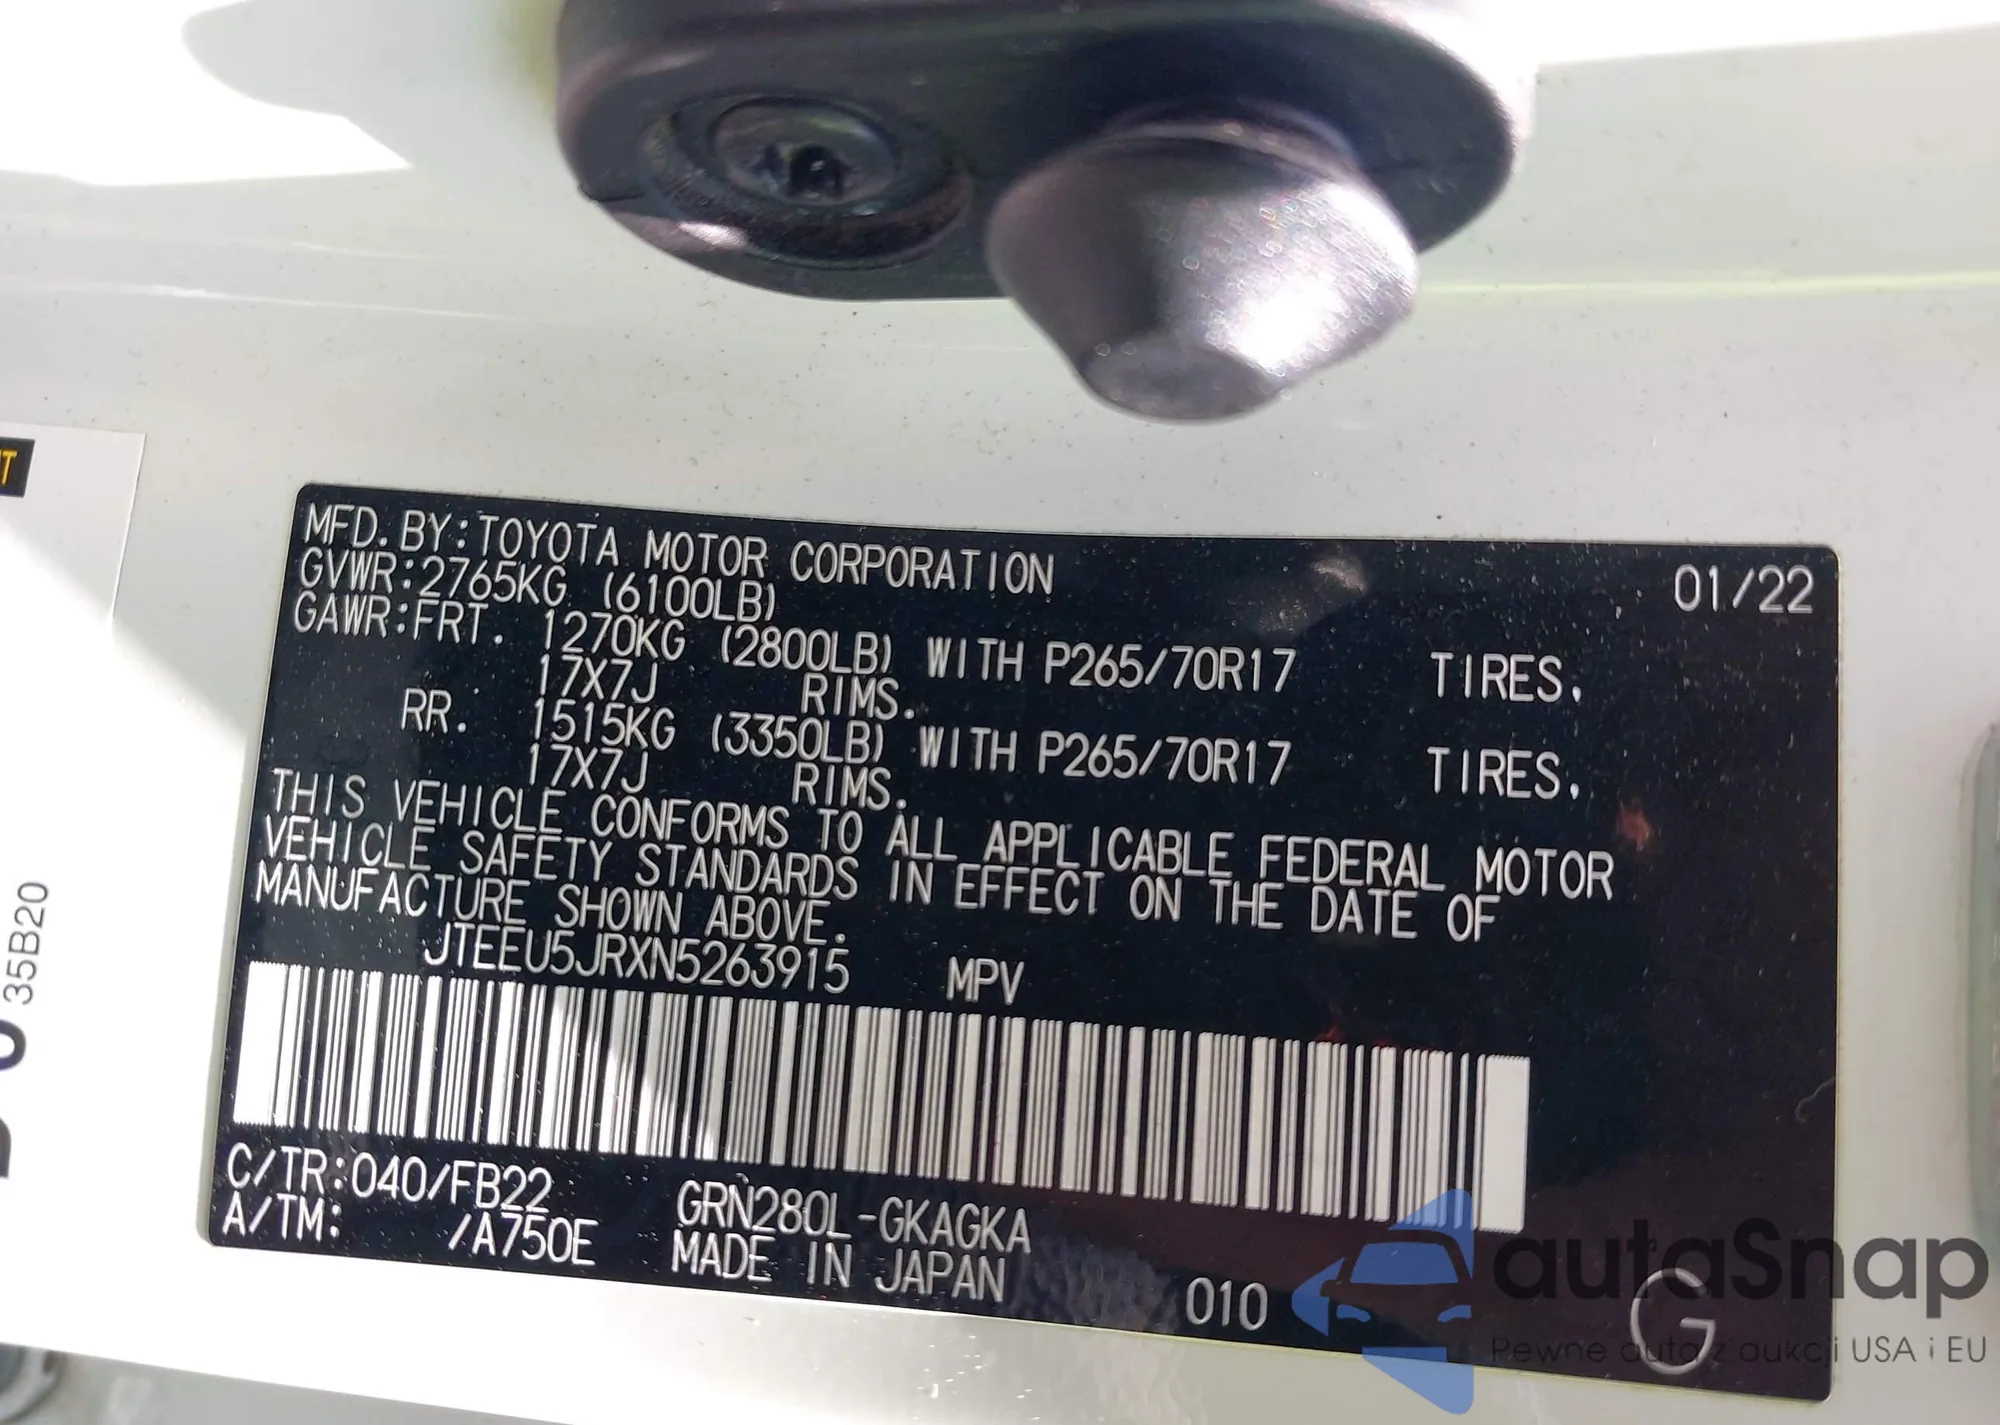 MFD. BY:TOYOTA MOTOR CORPORATION 01/22
GVWR:2765KG (6100LB)
GAWR:FRT. 1270KG (2800LB) WITH P265/70R17 TIRES,
17X7J RIMS.
RR. 1515KG (3350LB) WITH P265/70R17 TIRES,
17X7J RIMS.
THIS VEHICLE CONFORMS TO ALL APPLICABLE FEDERAL MOTOR
VEHICLE SAFETY STANDARDS IN EFFECT ON THE DATE OF
MANUFACTURE SHOWN ABOVE.
JTEEU5JRXN5263915 MPV
C/TR:040/FB22 GRN280L-GKAGKA
A/TM: /A750E MADE IN JAPAN 010 G
35B20
autaSnap
Pewne auta z aukcji USA i EU